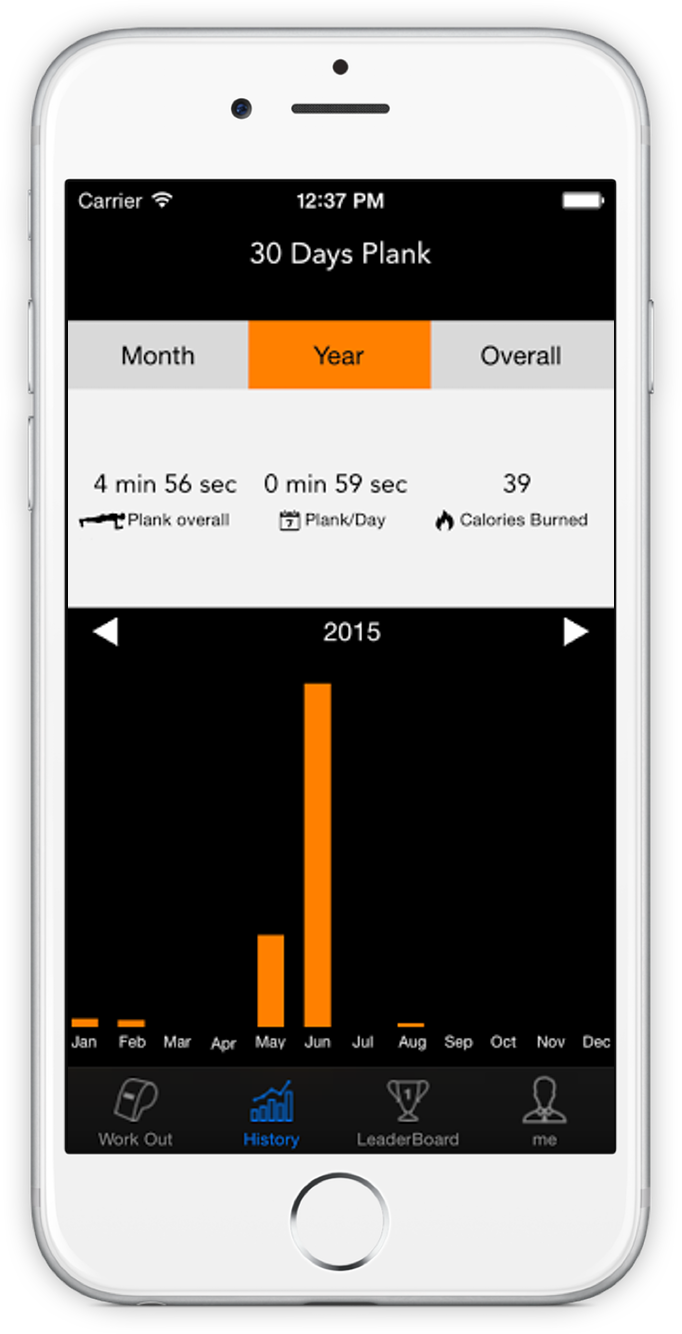 Carrier 12:37 PM
30 Days Plank
Month Year Overall
4 min 56 sec 0 min 59 sec 39
Plank overall 7 Plank/Day Calories Burned
2015
Jan Feb Mar Apr May Jun Jul Aug Sep Oct Nov Dec
1
Work Out History LeaderBoard me